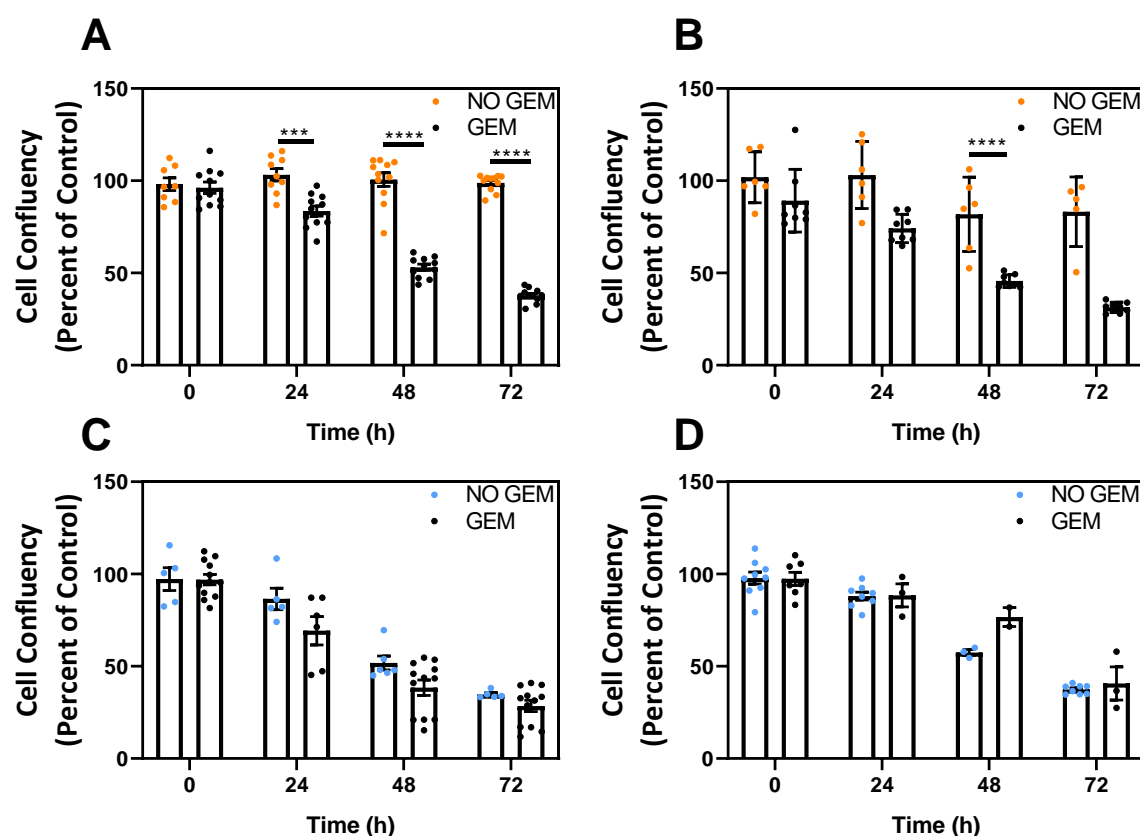 A
Cell Confluency
(Percent of Control)
150
100
50
0
NO GEM
GEM
***
****
****
0 24 48 72
Time (h)
B
Cell Confluency
(Percent of Control)
150
100
50
0
NO GEM
GEM
****
0 24 48 72
Time (h)
C
Cell Confluency
(Percent of Control)
150
100
50
0
NO GEM
GEM
0 24 48 72
Time (h)
D
Cell Confluency
(Percent of Control)
150
100
50
0
NO GEM
GEM
0 24 48 72
Time (h)